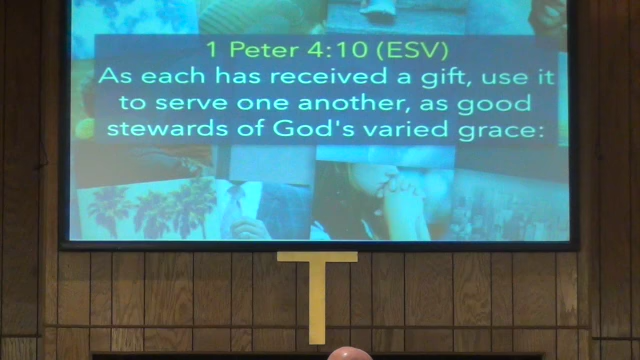 1 Peter 4:10 (ESV)
As each has received a gift, use it
to serve one another, as good
stewards of God's varied grace: